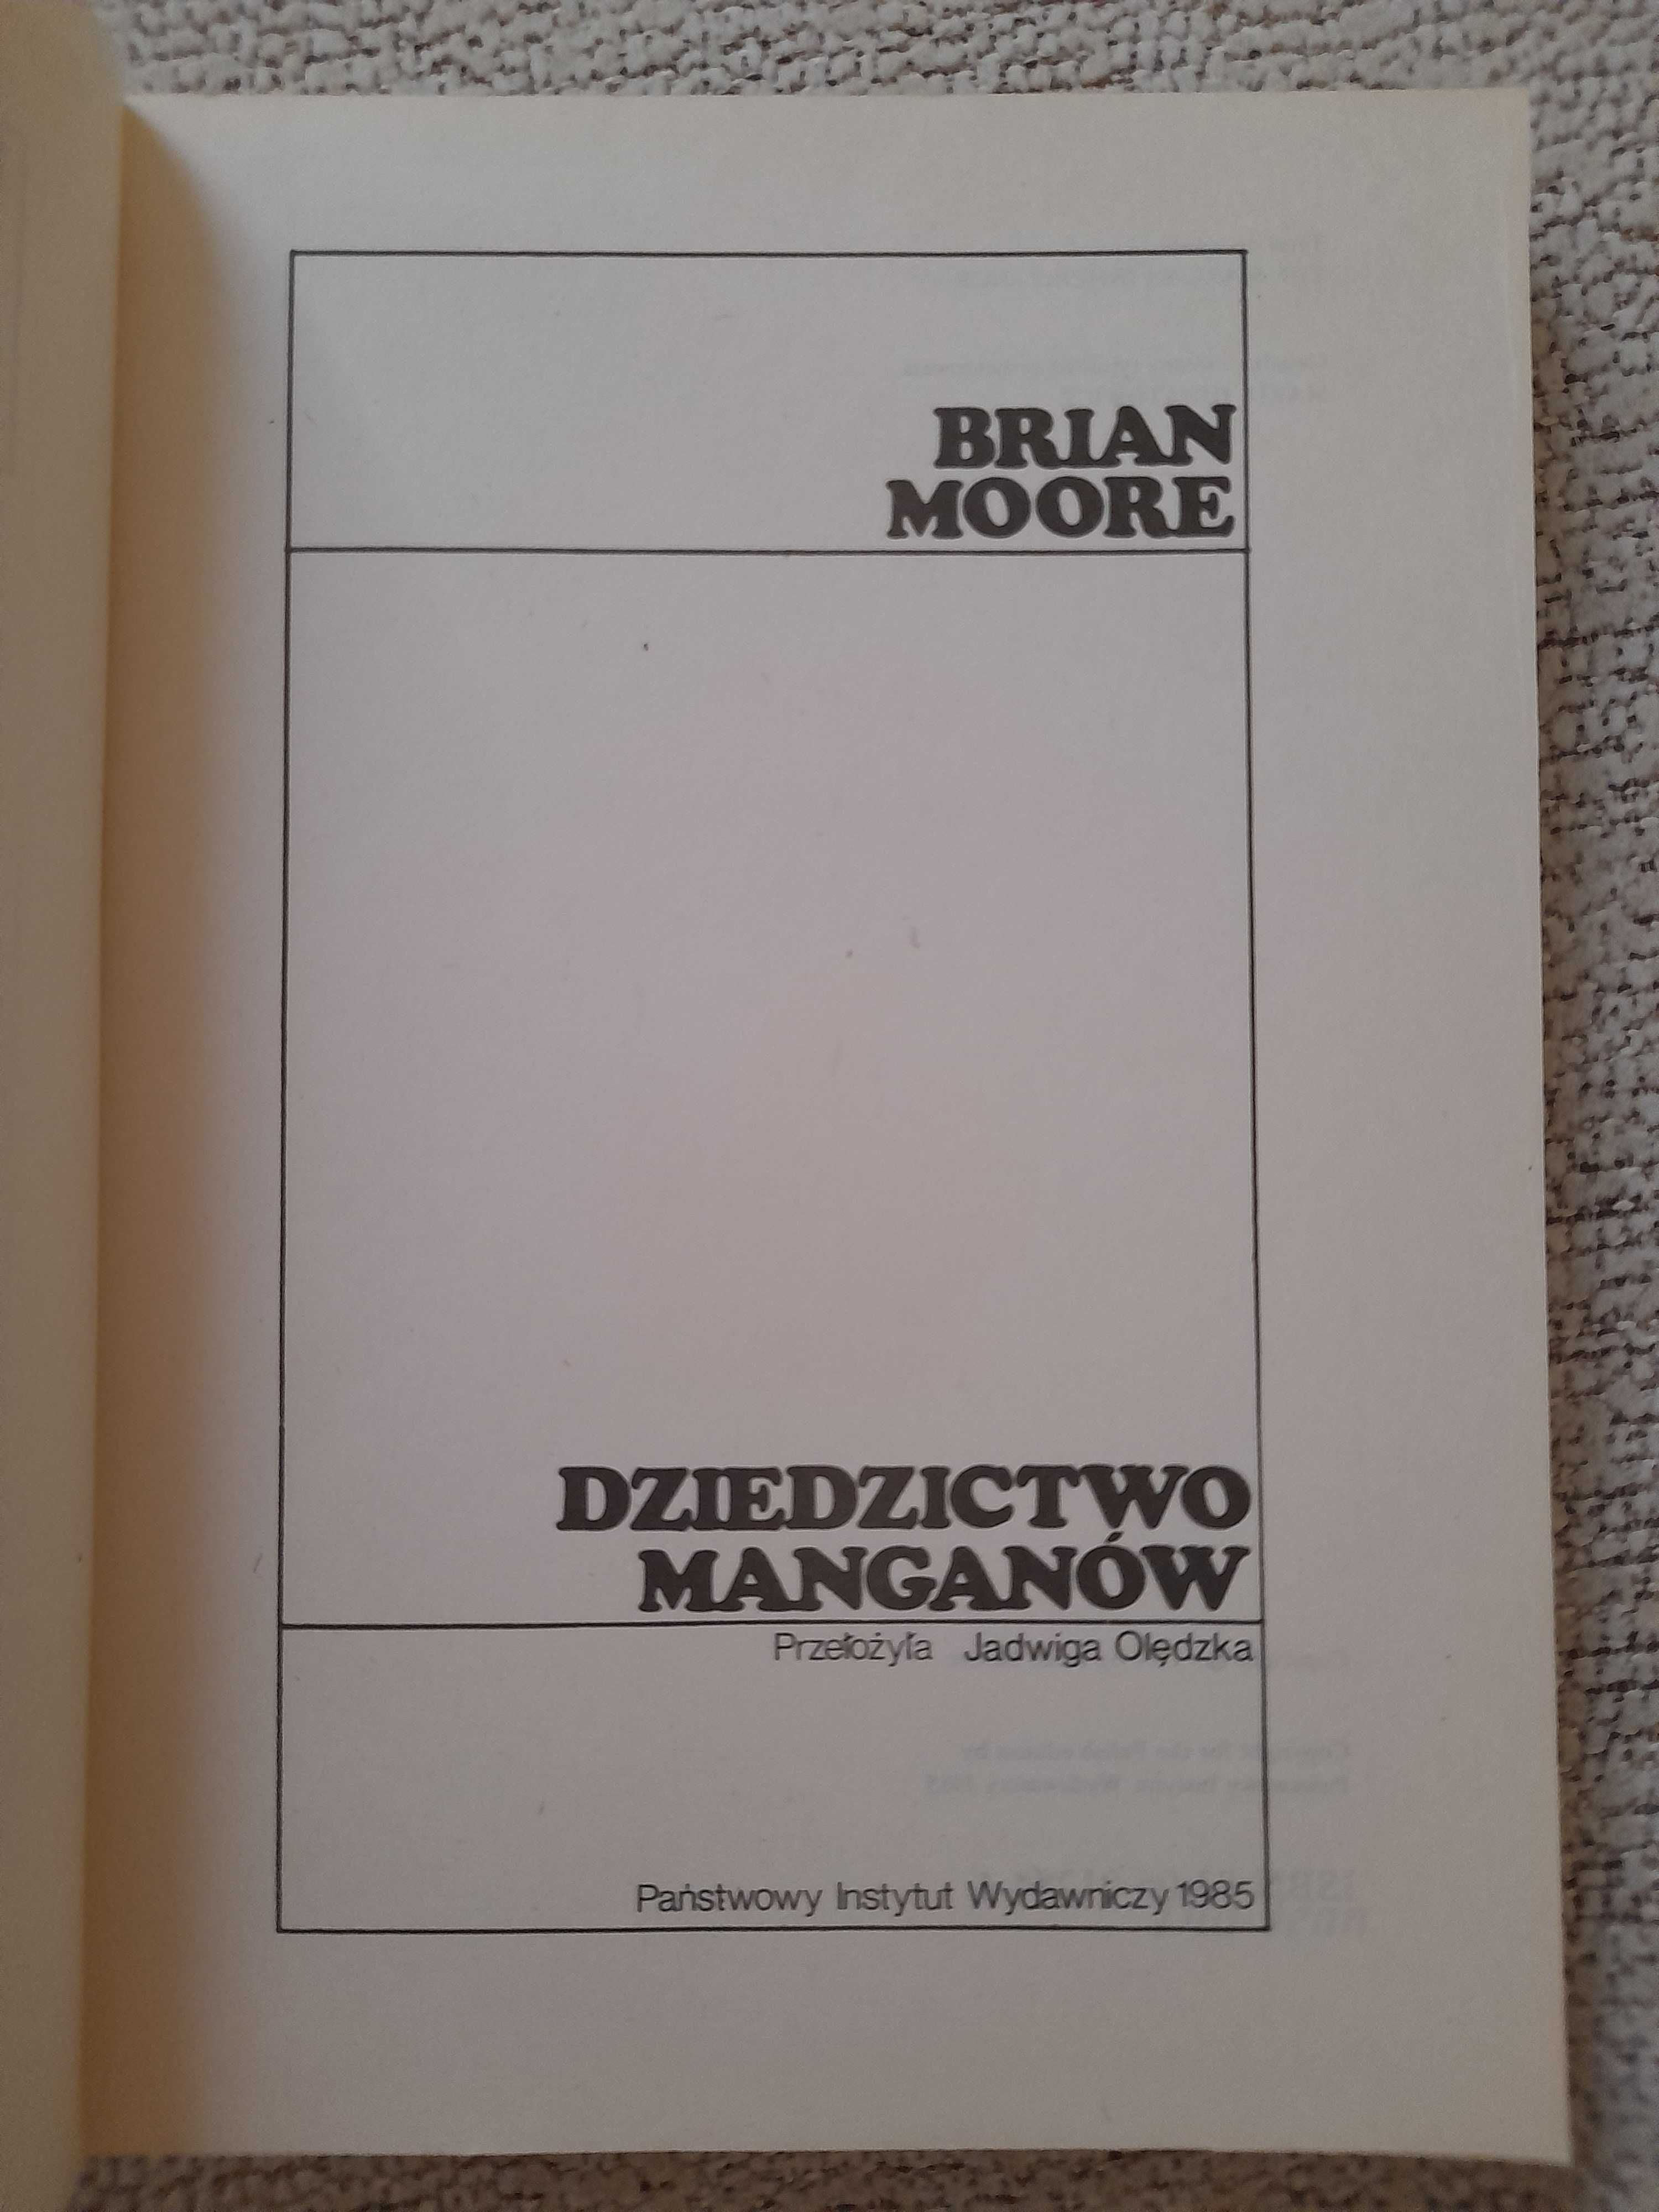 BRIAN
MOORE
DZIEDZICTWO
MANGANÓW
Przełożyła Jadwiga Olędzka
Państwowy Instytut Wydawniczy 1985